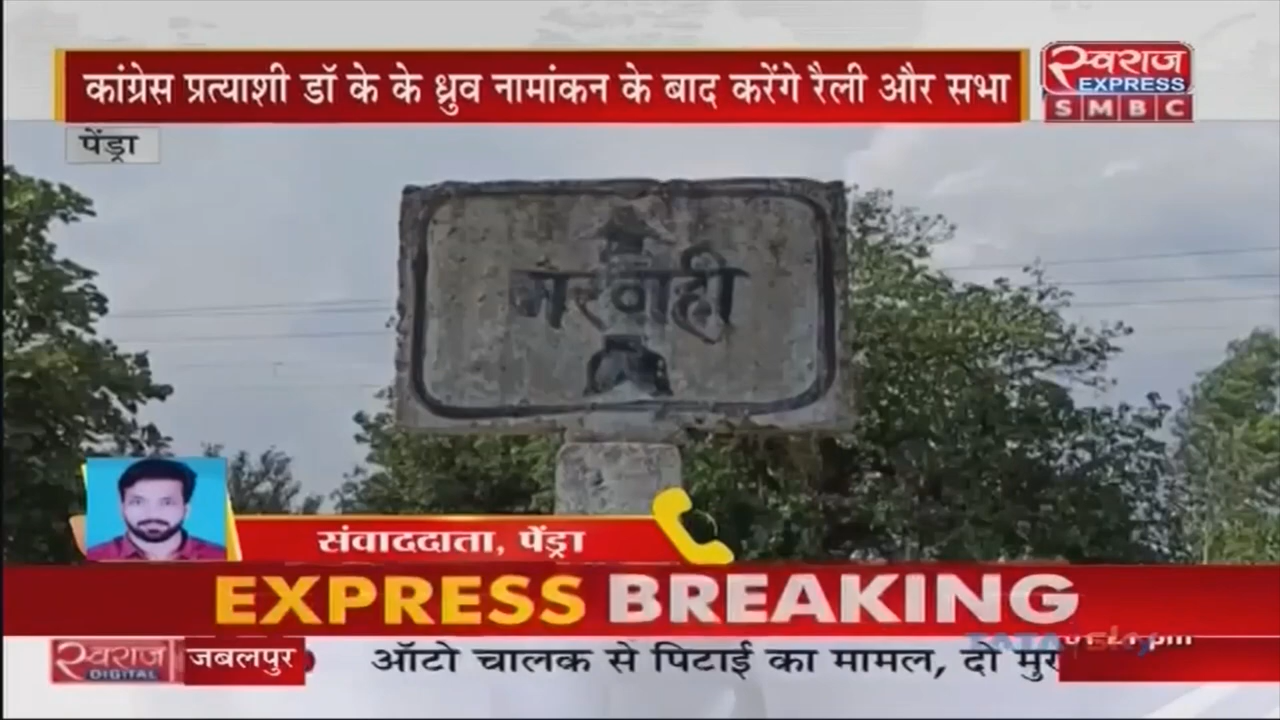 कांग्रेस प्रत्याशी डॉ के के ध्रुव नामांकन के बाद करेंगे रैली और सभा
स्वराज
EXPRESS
SMBC
पेंड्रा
मरवाही
संवाददाता, पेंड्रा
EXPRESS BREAKING
स्वराज
DIGITAL
जबलपुर
ऑटो चालक से पिटाई का मामल, दो